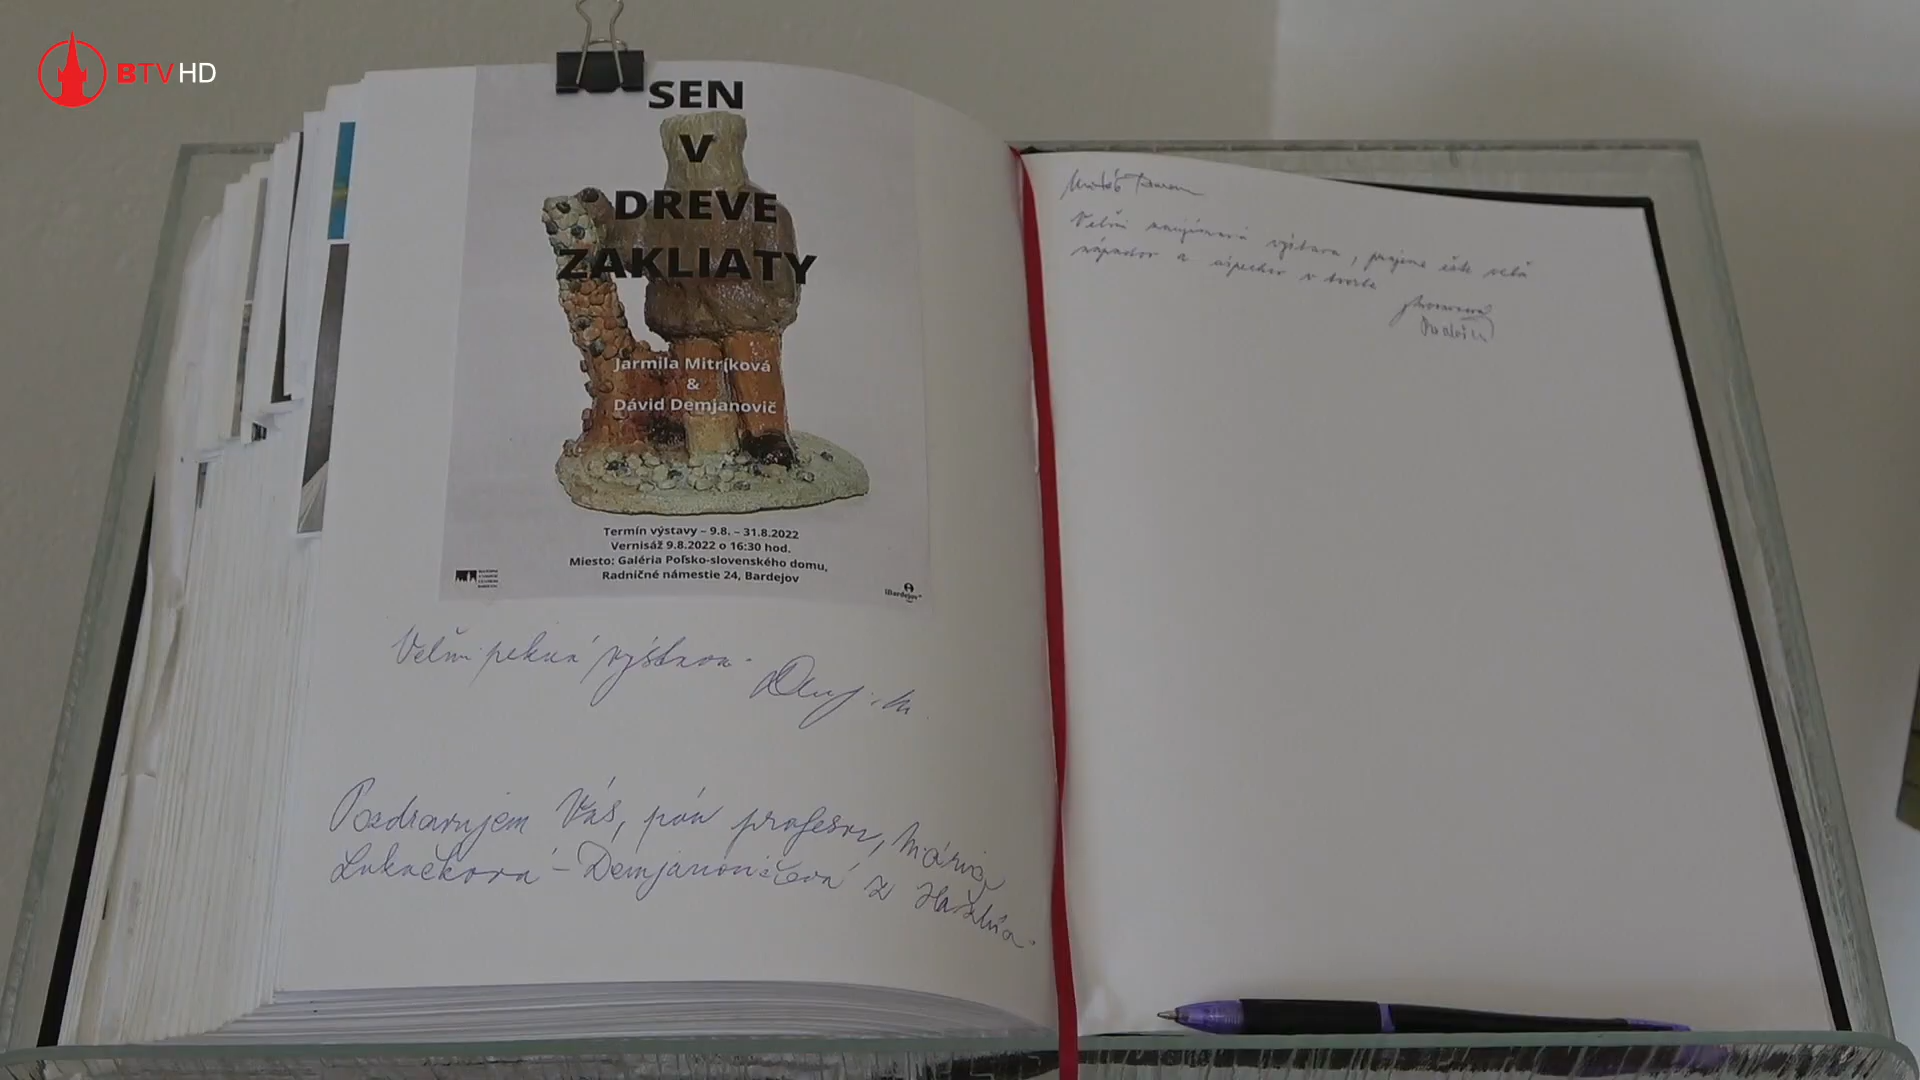 BTV HD
SEN
V
DREVE
ZAKLIATY
Jarmila Mitríková
&
Dávid Demjanovič
Termín výstavy – 9.8. – 31.8.2022
Vernisáž 9.8.2022 o 16:30 hod.
Miesto: Galéria Poľsko-slovenského domu,
Radničné námestie 24, Bardejov
Veľmi pekná výstava.
Pozdravujem Vás, pán profesor, Mária
Lukačková - Demjanovičová z Hažlína.
Veľmi zaujímavá výstava, prajeme ešte veľa
nápadov a úspechov v tvorbe